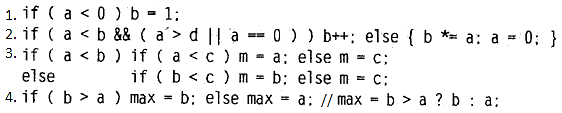 1. if ( a < 0 ) b = 1;
2. if ( a < b && ( a > d || a == 0 ) ) b++; else { b *= a; a = 0; }
3. if ( a < b ) if ( a < c ) m = a; else m = c;
else if ( b < c ) m = b; else m = c;
4. if ( b > a ) max = b; else max = a; // max = b > a ? b : a;